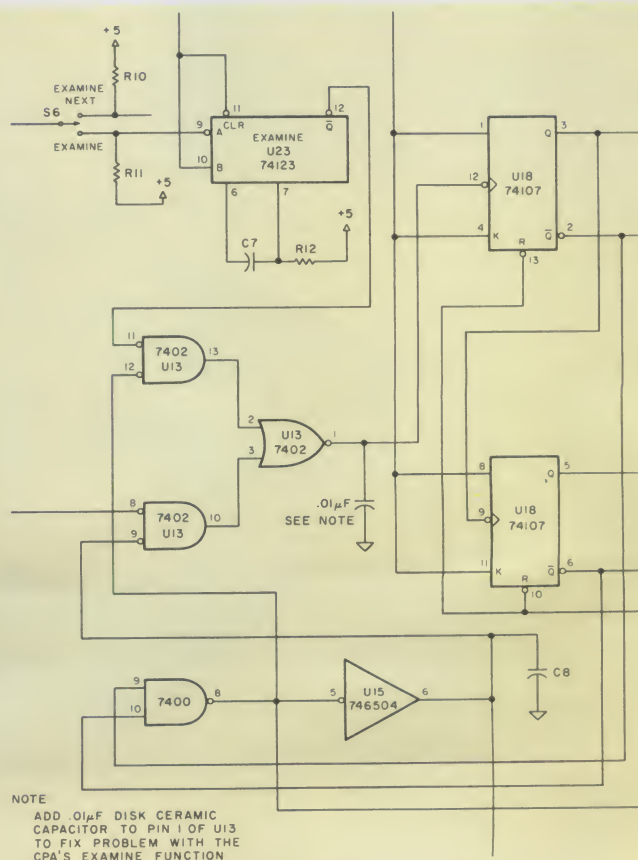 +5
R10
S6
EXAMINE
NEXT
EXAMINE
R11
+5
11
12
CLR
Q̅
9
A
EXAMINE
U23
74123
10
B
6
7
C7
R12
+5
1
Q
3
U18
74107
12
4
K
Q̅
2
R
13
11
7402
U13
13
12
2
U13
7402
1
3
8
7402
U13
10
9
.01µF
SEE NOTE
8
Q
5
U18
74107
9
11
K
Q̅
6
R
10
C8
9
7400
8
10
5
U15
746504
6
NOTE
ADD .01µF DISK CERAMIC
CAPACITOR TO PIN 1 OF U13
TO FIX PROBLEM WITH THE
CPA'S EXAMINE FUNCTION